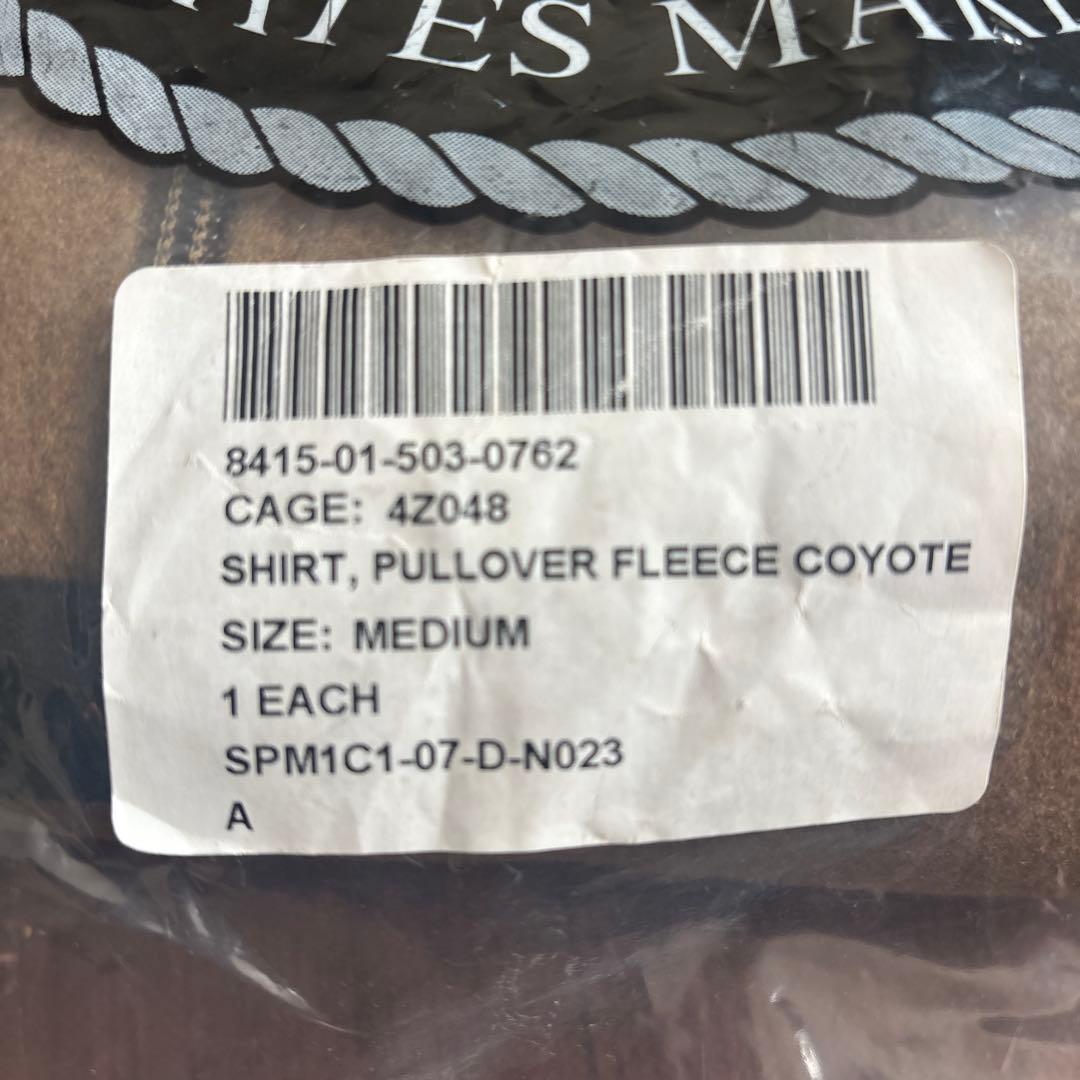 8415-01-503-0762
CAGE: 4Z048
SHIRT, PULLOVER FLEECE COYOTE
SIZE: MEDIUM
1 EACH
SPM1C1-07-D-N023
A